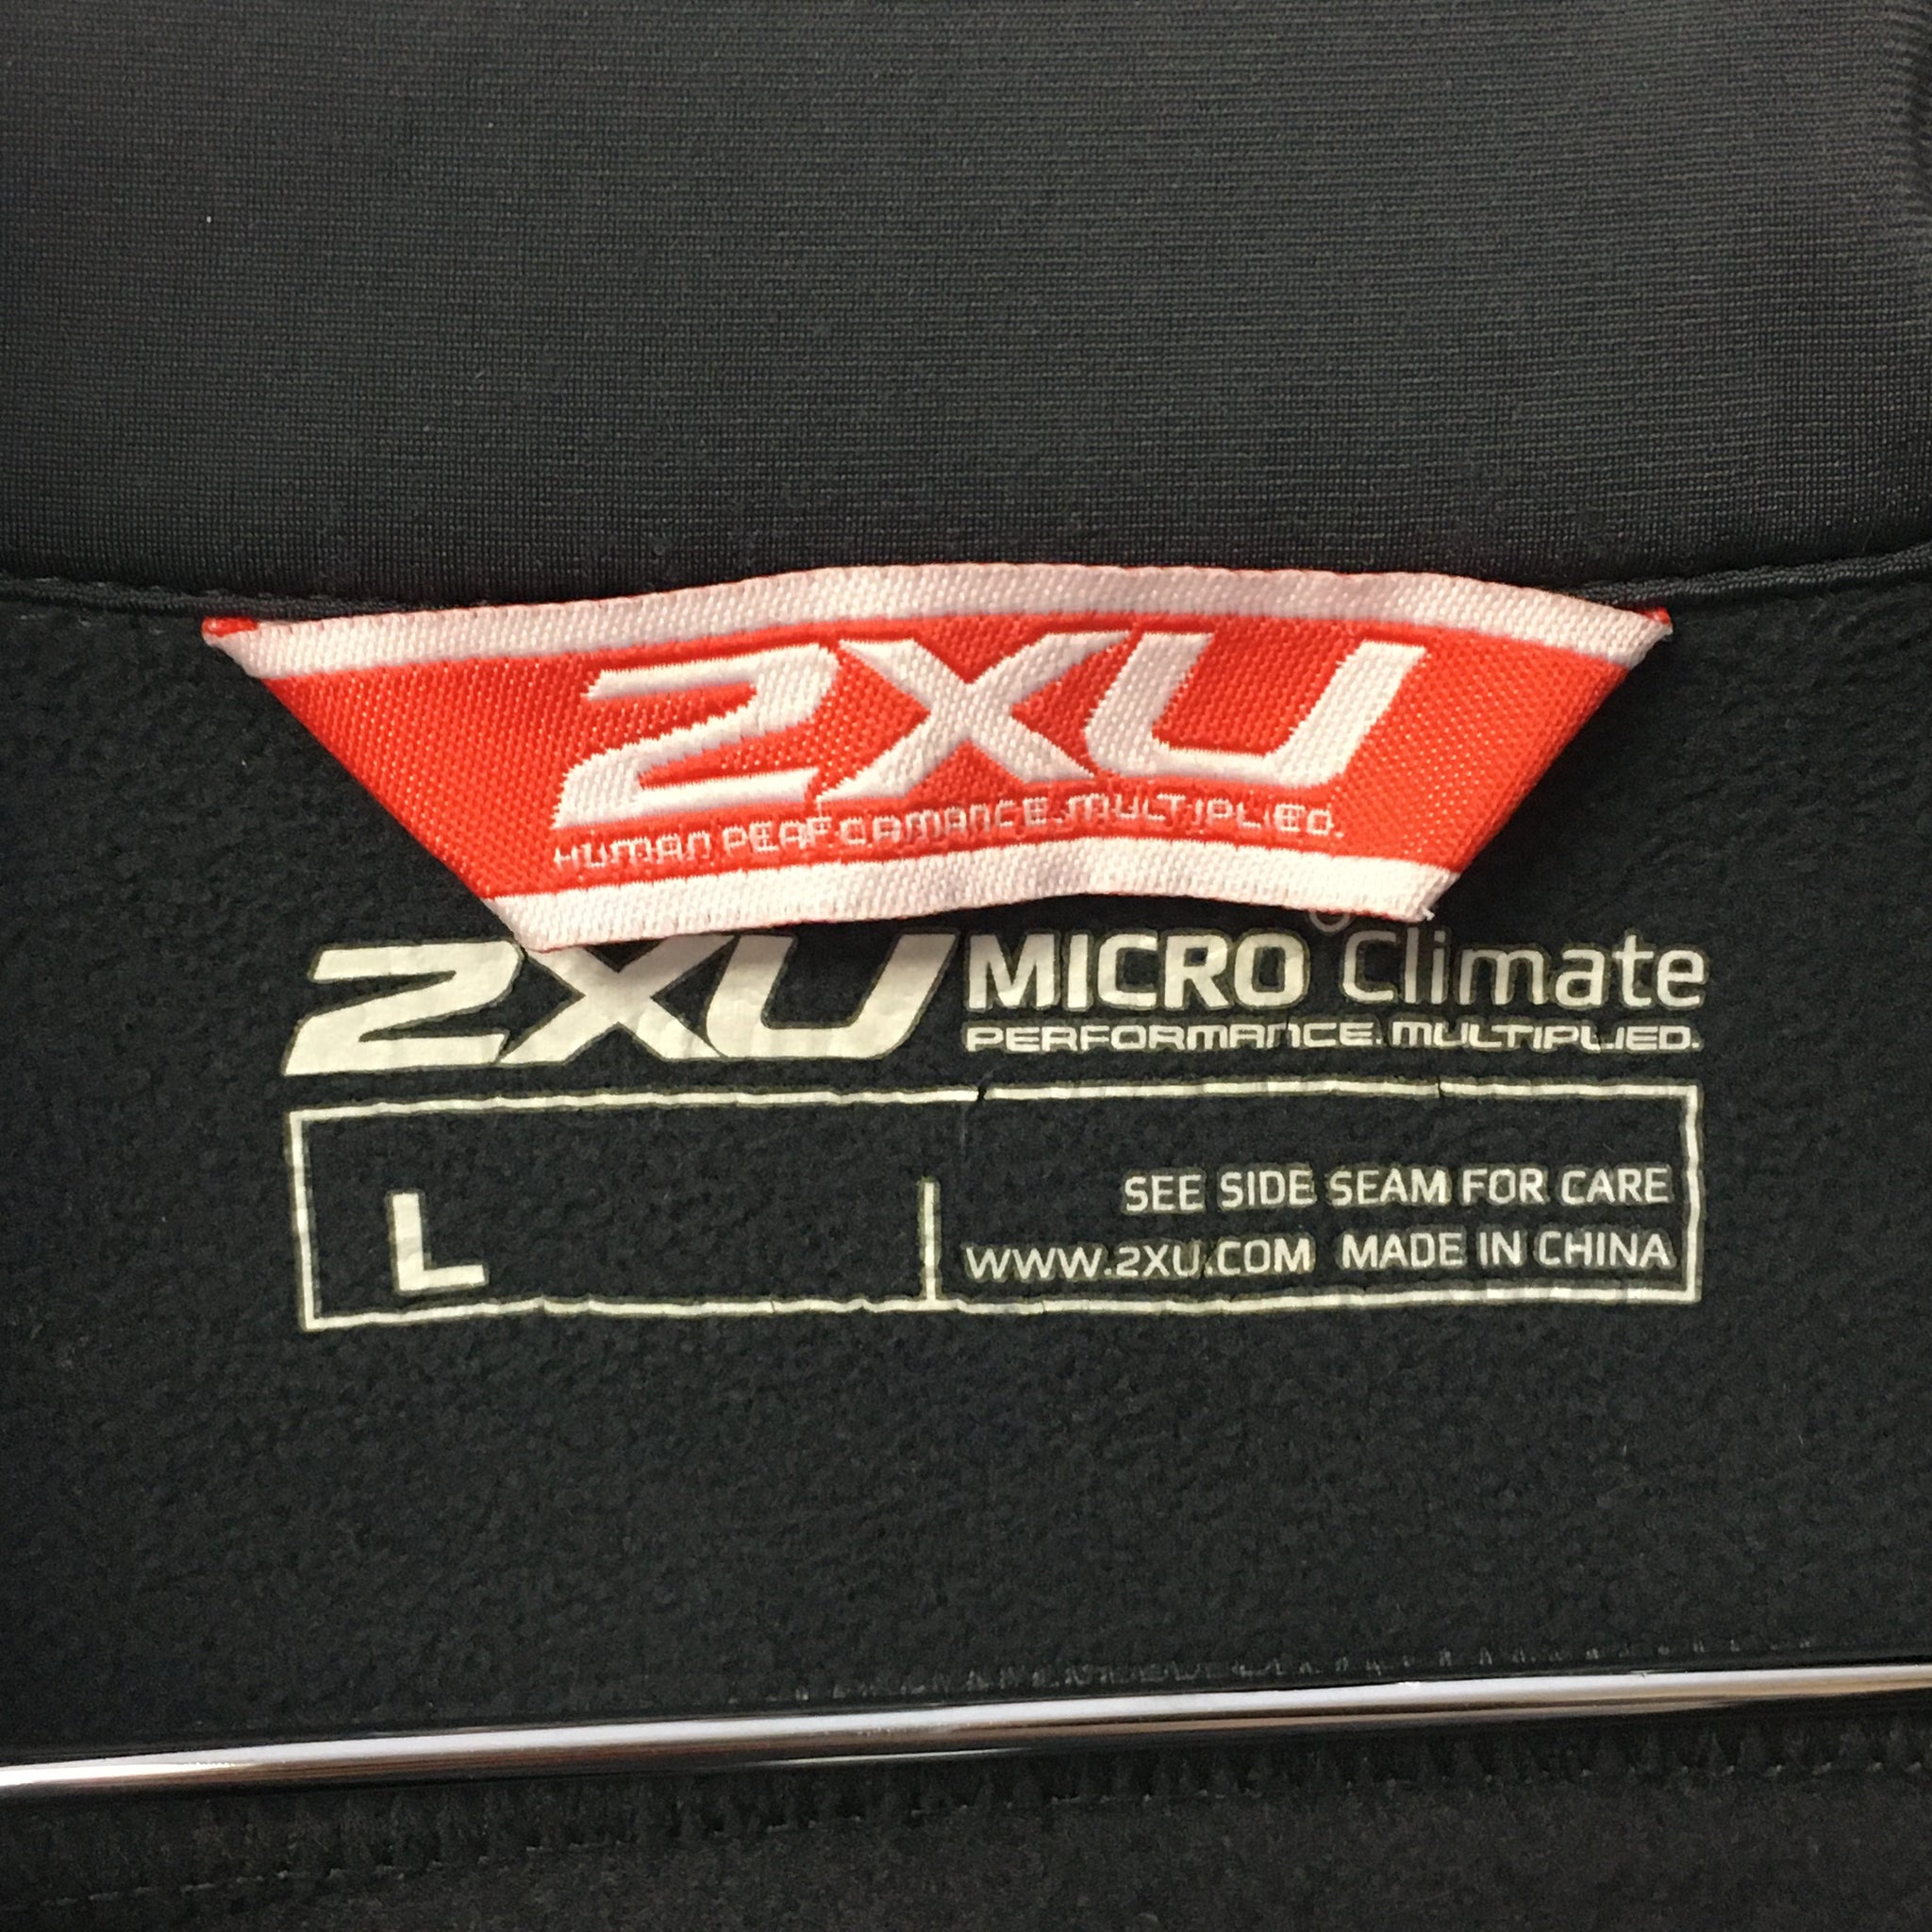 2XU
HUMAN PERFORMANCE.MULTIPLIED.
2XU MICRO Climate
PERFORMANCE.MULTIPLIED.
L
SEE SIDE SEAM FOR CARE
WWW.2XU.COM MADE IN CHINA